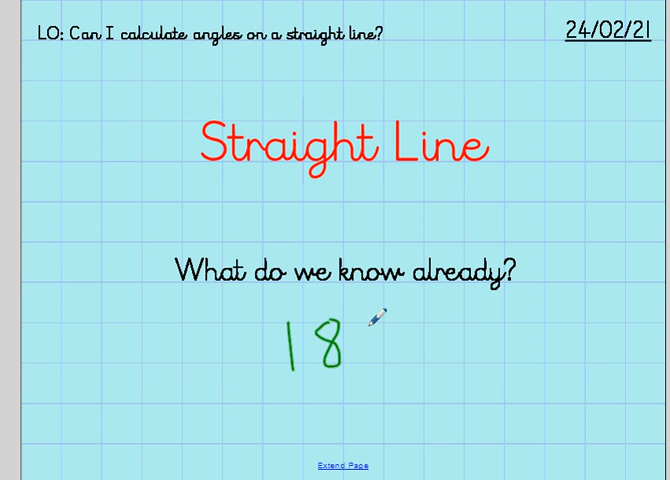 LO: Can I calculate angles on a straight line?
24/02/21
Straight Line
What do we know already?
18
Extend Page